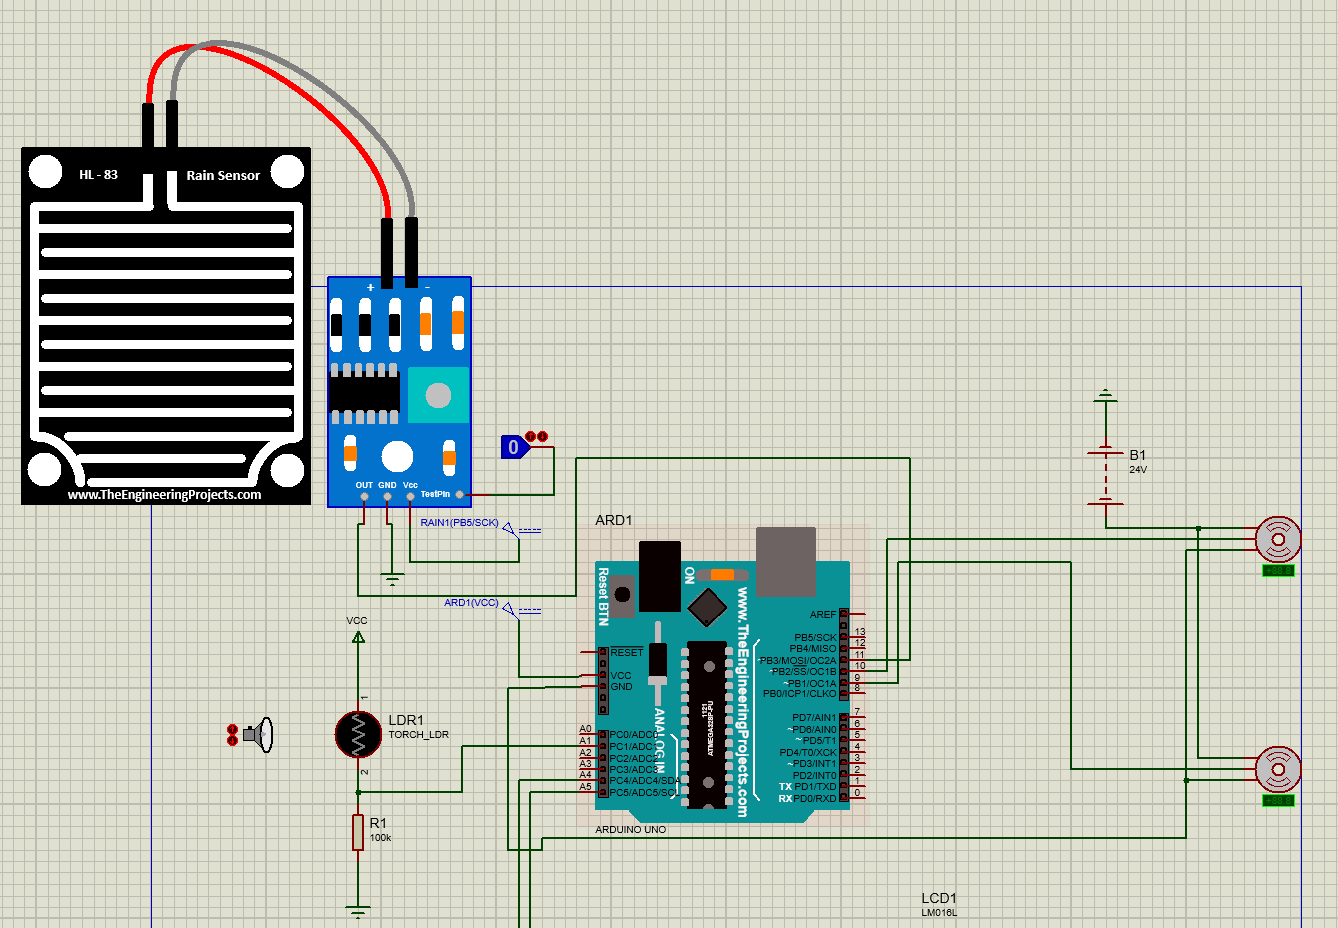 HL - 83
Rain Sensor
www.TheEngineeringProjects.com
+ -
OUT GND Vcc TestPin
0
RAIN1(PB5/SCK)
ARD1(VCC)
VCC
1
LDR1
TORCH_LDR
2
R1
100k
ARD1
Reset BTN
ON
www.TheEngineeringProjects.com
RESET
VCC
GND
ANALOG IN
A0 PC0/ADC0
A1 PC1/ADC1
A2 PC2/ADC2
A3 PC3/ADC3
A4 PC4/ADC4/SDA
A5 PC5/ADC5/SCL
1121
ATMEGA328P-PU
AREF
PB5/SCK 13
PB4/MISO 12
~PB3/MOSI/OC2A 11
~PB2/SS/OC1B 10
~PB1/OC1A 9
PB0/ICP1/CLKO 8
PD7/AIN1 7
~PD6/AIN0 6
~PD5/T1 5
PD4/T0/XCK 4
~PD3/INT1 3
PD2/INT0 2
TX PD1/TXD 1
RX PD0/RXD 0
ARDUINO UNO
B1
24V
LCD1
LM016L